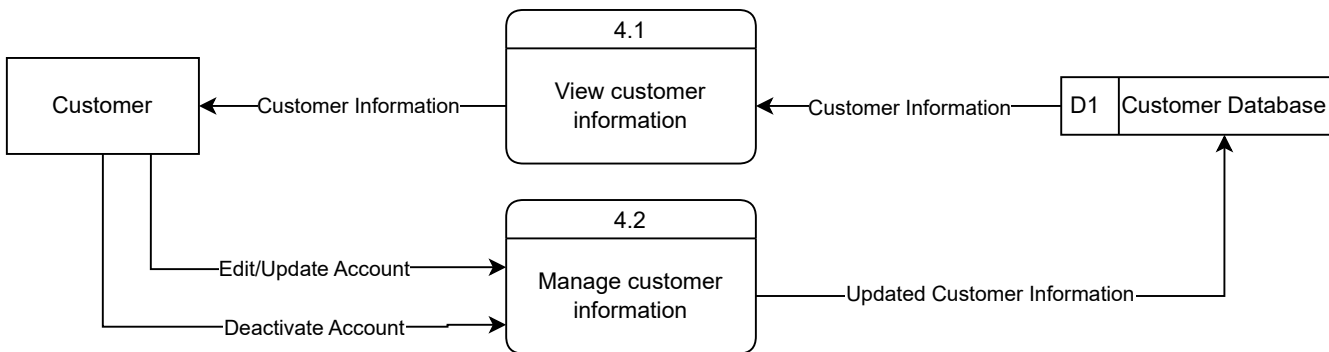 4.1
View customer
information
Customer
Customer Information
Customer Information
D1
Customer Database
4.2
Manage customer
information
Edit/Update Account
Deactivate Account
Updated Customer Information